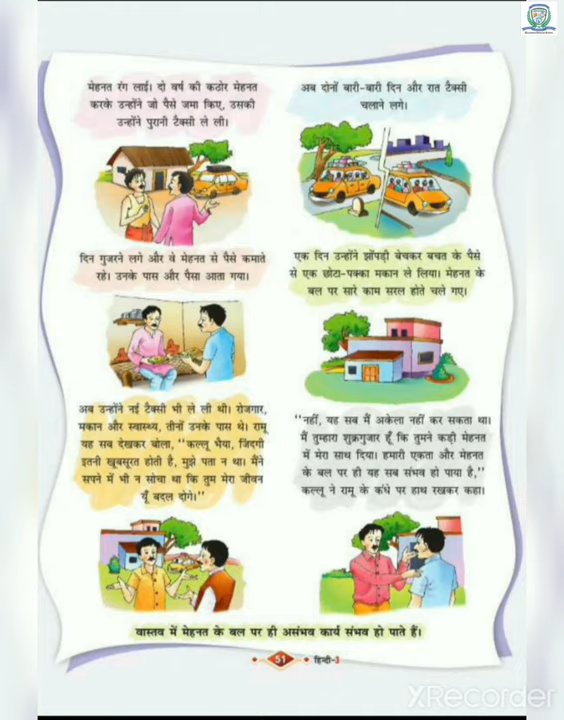 मेहनत रंग लाई। दो वर्ष की कठोर मेहनत
करके उन्होंने जो पैसे जमा किए, उसकी
उन्होंने पुरानी टैक्सी ले ली।
अब दोनों बारी-बारी दिन और रात टैक्सी
चलाने लगे।
दिन गुजरने लगे और वे मेहनत से पैसे कमाते
रहे। उनके पास और पैसा आता गया।
एक दिन उन्होंने झोंपड़ी बेचकर बचत के पैसे
से एक छोटा-पक्का मकान ले लिया। मेहनत के
बल पर सारे काम सरल होते चले गए।
अब उन्होंने नई टैक्सी भी ले ली थी। रोजगार,
मकान और स्वास्थ्य, तीनों उनके पास थे। रामू
यह सब देखकर बोला, "कल्लू भैया, जिंदगी
इतनी खूबसूरत होती है, मुझे पता न था। मैंने
सपने में भी न सोचा था कि तुम मेरा जीवन
यूँ बदल दोगे।"
"नहीं, यह सब मैं अकेला नहीं कर सकता था।
मैं तुम्हारा शुक्रगुजार हूँ कि तुमने कड़ी मेहनत
में मेरा साथ दिया। हमारी एकता और मेहनत
के बल पर ही यह सब संभव हो पाया है,"
कल्लू ने रामू के कंधे पर हाथ रखकर कहा।
वास्तव में मेहनत के बल पर ही असंभव कार्य संभव हो पाते हैं।
51 हिन्दी-3
XRecorder